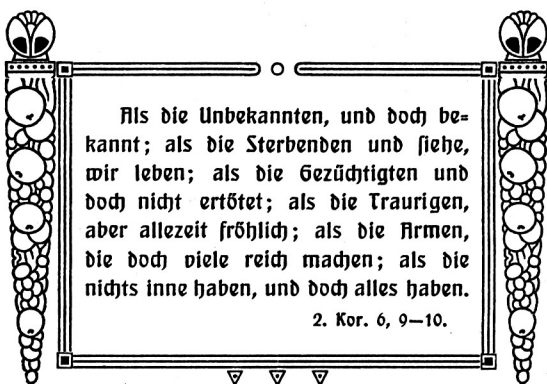 Als die Unbekannten, und doch be=
kannt; als die Sterbenden und siehe,
wir leben; als die Gezüchtigten und
doch nicht ertötet; als die Traurigen,
aber allezeit fröhlich; als die Armen,
die doch viele reich machen; als die
nichts inne haben, und doch alles haben.
2. Kor. 6, 9—10.